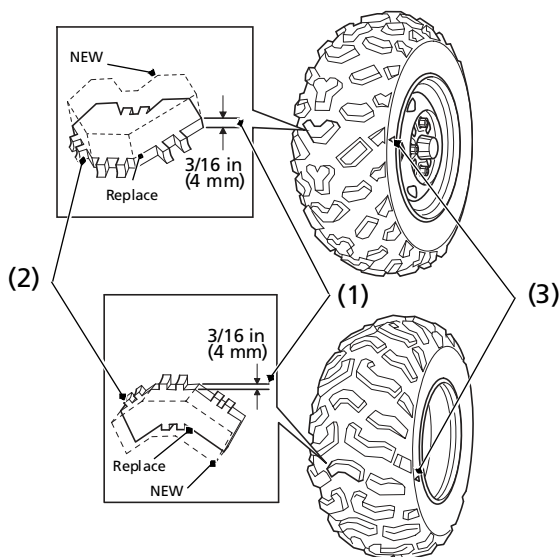 NEW
3/16 in
(4 mm)
Replace
(2)
(1)
(3)
3/16 in
(4 mm)
Replace
NEW